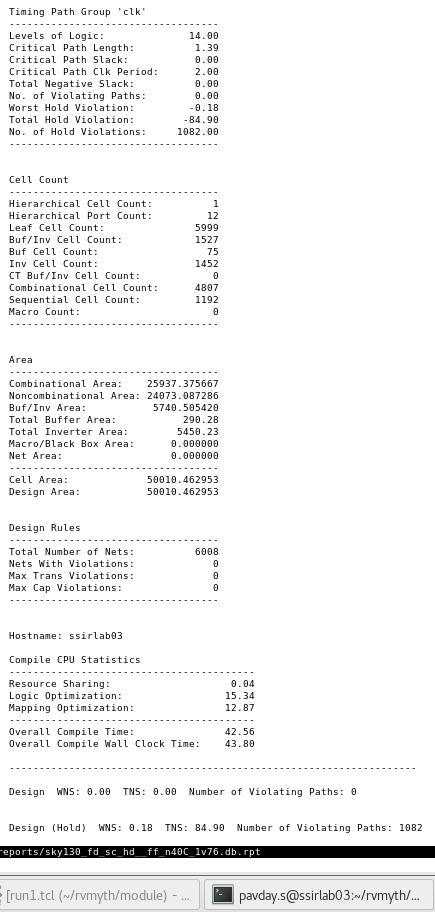 Timing Path Group 'clk'
-----------------------------------
Levels of Logic: 14.00
Critical Path Length: 1.39
Critical Path Slack: 0.00
Critical Path Clk Period: 2.00
Total Negative Slack: 0.00
No. of Violating Paths: 0.00
Worst Hold Violation: -0.18
Total Hold Violation: -84.90
No. of Hold Violations: 1082.00
-----------------------------------
Cell Count
-----------------------------------
Hierarchical Cell Count: 1
Hierarchical Port Count: 12
Leaf Cell Count: 5999
Buf/Inv Cell Count: 1527
Buf Cell Count: 75
Inv Cell Count: 1452
CT Buf/Inv Cell Count: 0
Combinational Cell Count: 4807
Sequential Cell Count: 1192
Macro Count: 0
-----------------------------------
Area
-----------------------------------
Combinational Area: 25937.375667
Noncombinational Area: 24073.087286
Buf/Inv Area: 5740.505420
Total Buffer Area: 290.28
Total Inverter Area: 5450.23
Macro/Black Box Area: 0.000000
Net Area: 0.000000
-----------------------------------
Cell Area: 50010.462953
Design Area: 50010.462953
Design Rules
-----------------------------------
Total Number of Nets: 6008
Nets With Violations: 0
Max Trans Violations: 0
Max Cap Violations: 0
-----------------------------------
Hostname: ssirlab03
Compile CPU Statistics
-----------------------------------------
Resource Sharing: 0.04
Logic Optimization: 15.34
Mapping Optimization: 12.87
-----------------------------------------
Overall Compile Time: 42.56
Overall Compile Wall Clock Time: 43.80
--------------------------------------------------------------------
Design WNS: 0.00 TNS: 0.00 Number of Violating Paths: 0
Design (Hold) WNS: 0.18 TNS: 84.90 Number of Violating Paths: 1082
reports/sky130_fd_sc_hd__ff_n40C_1v76.db.rpt
[run1.tcl (~/rvmyth/module) - ...
pavday.s@ssirlab03:~/rvmyth/...